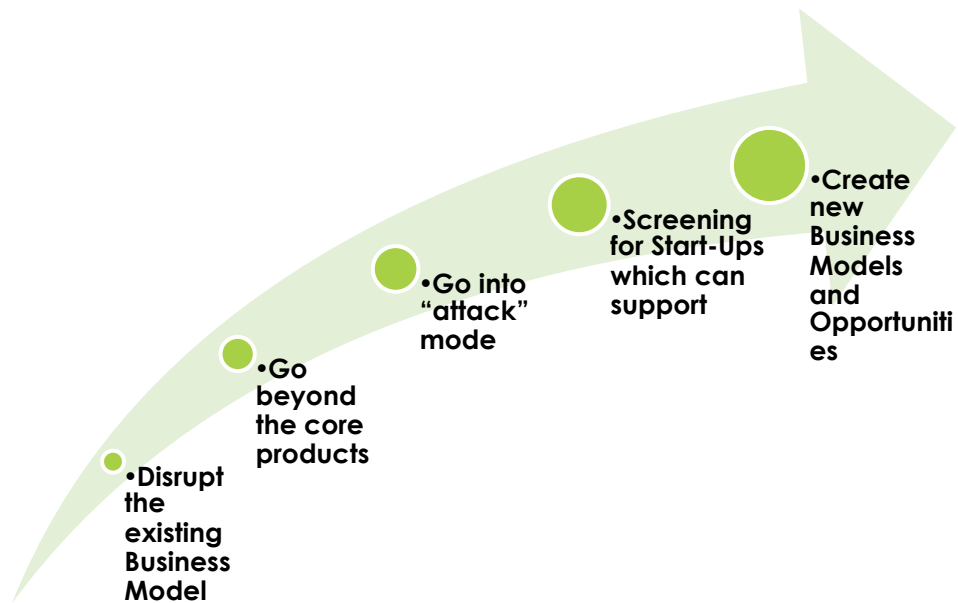 •Disrupt
the
existing
Business
Model
•Go
beyond
the core
products
•Go into
“attack”
mode
•Screening
for Start-Ups
which can
support
•Create
new
Business
Models
and
Opportuniti
es